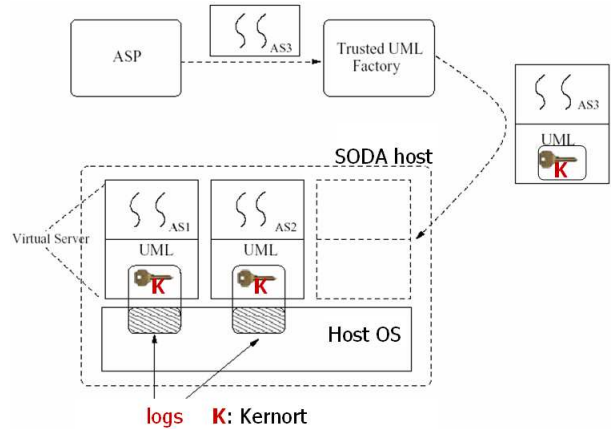 ASP
AS3
Trusted UML
Factory
AS3
UML
K
SODA host
Virtual Server
AS1
UML
K
AS2
UML
K
Host OS
logs
K: Kernort